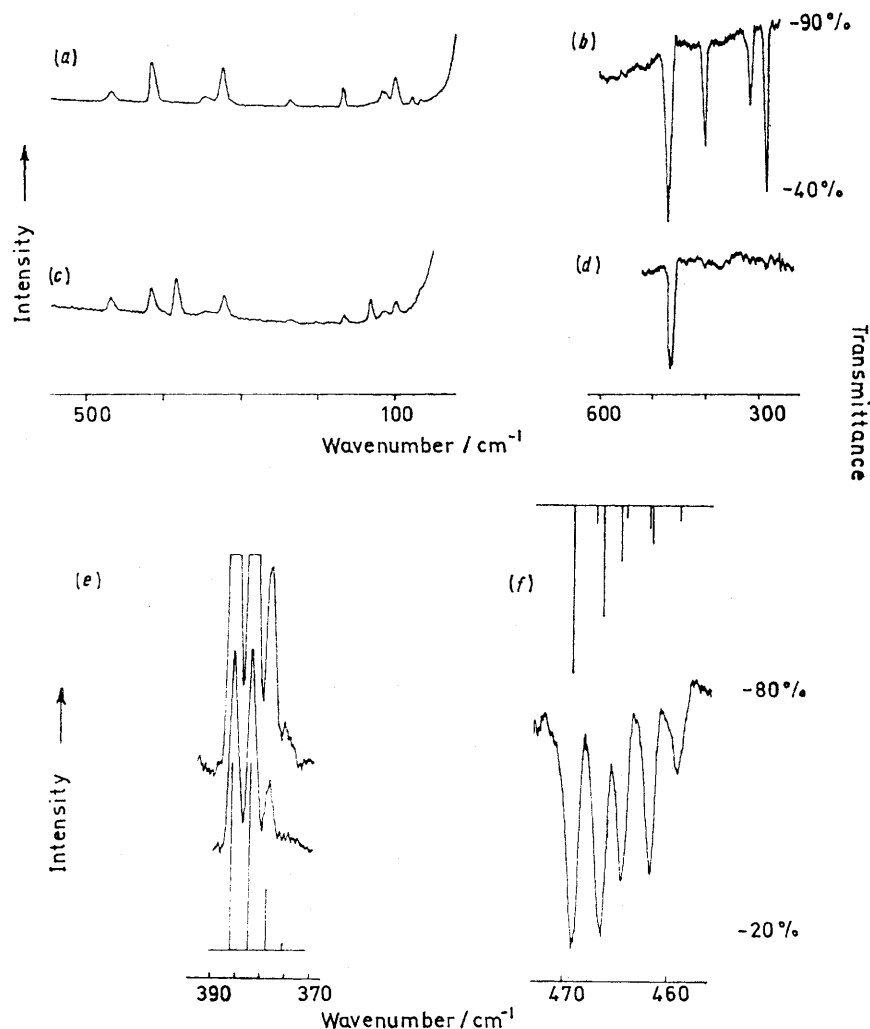 (a)
(b)
-90%
-40%
Intensity
(c)
(d)
500
100
600
300
Wavenumber / cm⁻¹
Transmittance
(e)
(f)
-80%
-20%
Intensity
390
370
470
460
Wavenumber / cm⁻¹